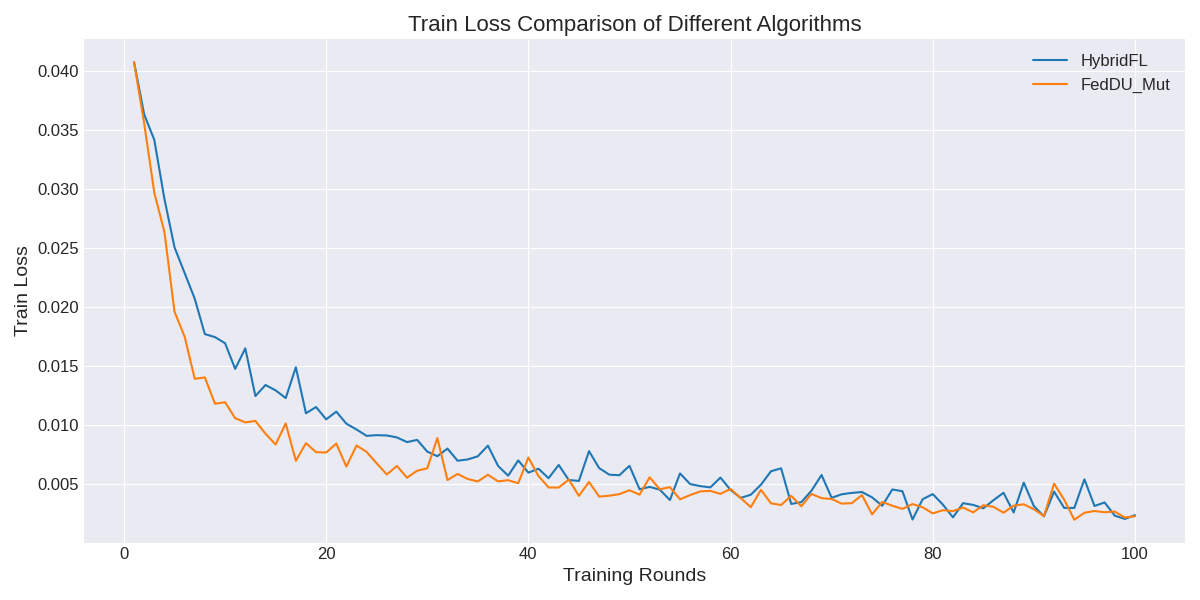 Train Loss Comparison of Different Algorithms
HybridFL
FedDU_Mut
0.040
0.035
0.030
0.025
0.020
0.015
0.010
0.005
Train Loss
0 20 40 60 80 100
Training Rounds